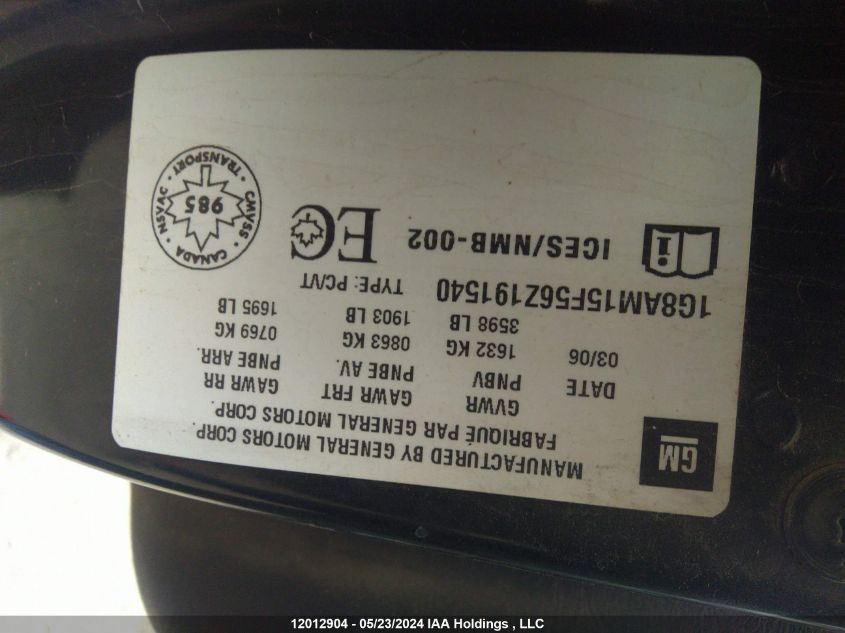 GM
MANUFACTURED BY GENERAL MOTORS CORP
FABRIQUÉ PAR GENERAL MOTORS CORP.
DATE GVWR GAWR FRT GAWR RR
PNBV PNBE AV. PNBE ARR.
03/06 1632 KG 0863 KG 0769 KG
3598 LB 1903 LB 1695 LB
1G8AM15F56Z191540 TYPE: PC/VT
i ICES/NMB-002 EC
CANADA • NSVAC • TRANSPORT • CMVSS •
985
12012904 - 05/23/2024 IAA Holdings , LLC